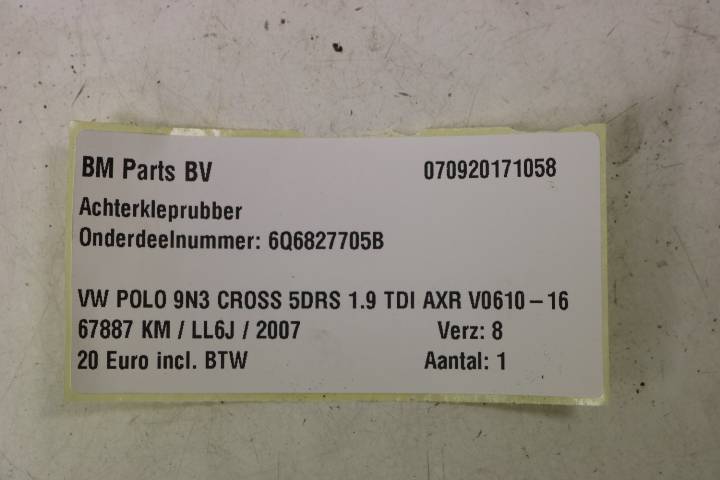 BM Parts BV 070920171058
Achterkleprubber
Onderdeelnummer: 6Q6827705B
VW POLO 9N3 CROSS 5DRS 1.9 TDI AXR V0610-16
67887 KM / LL6J / 2007 Verz: 8
20 Euro incl. BTW Aantal: 1